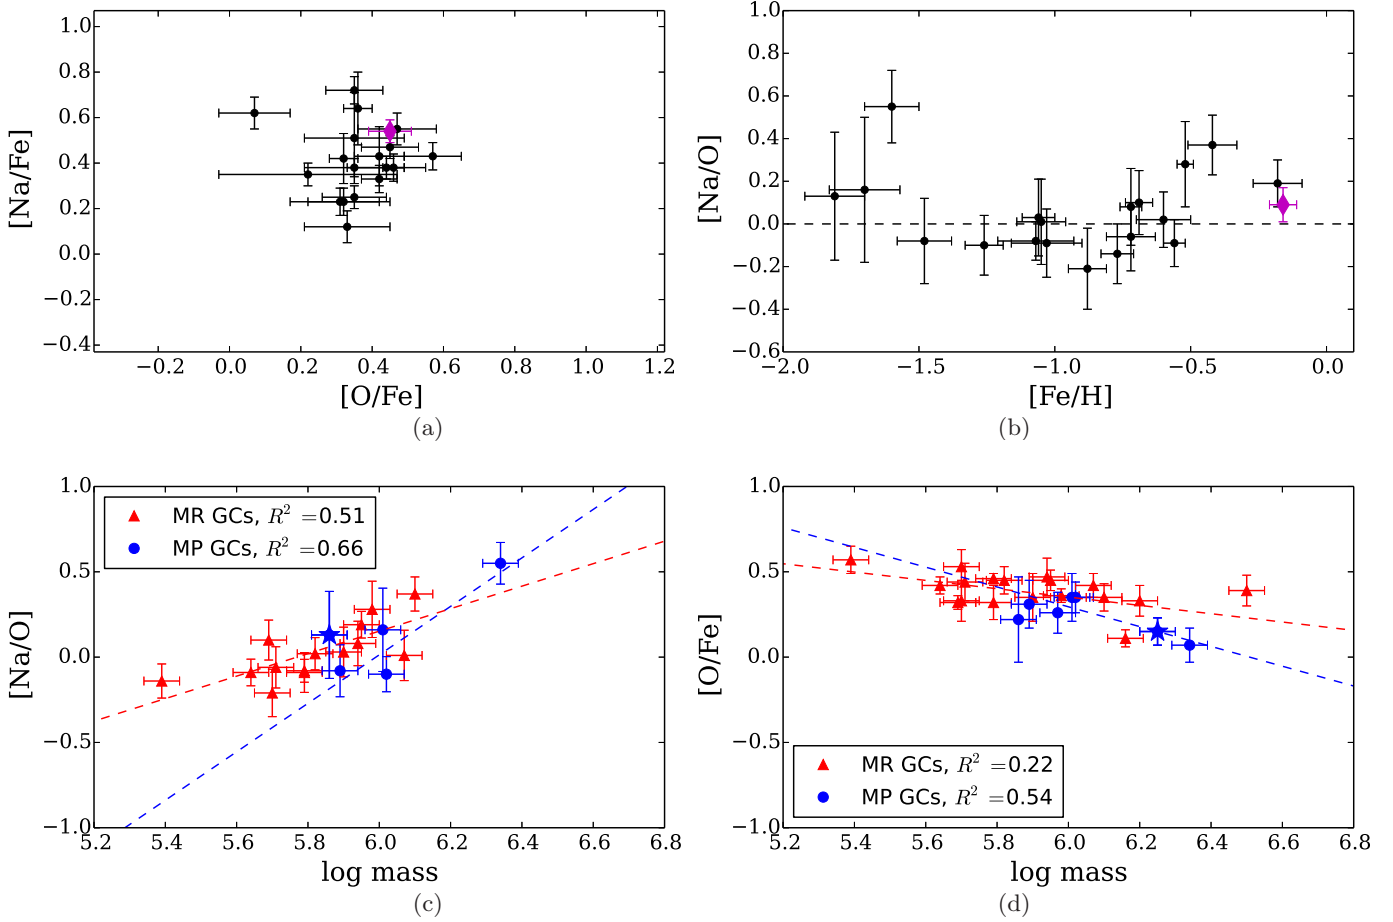 1.0
0.8
0.6
0.4
0.2
0.0
−0.2
−0.4
[Na/Fe]
−0.2 0.0 0.2 0.4 0.6 0.8 1.0 1.2
[O/Fe]
(a)
1.0
0.8
0.6
0.4
0.2
0.0
−0.2
−0.4
−0.6
[Na/O]
−2.0 −1.5 −1.0 −0.5 0.0
[Fe/H]
(b)
1.0
0.5
0.0
−0.5
−1.0
[Na/O]
MR GCs, R² =0.51
MP GCs, R² =0.66
5.2 5.4 5.6 5.8 6.0 6.2 6.4 6.6 6.8
log mass
(c)
1.0
0.5
0.0
−0.5
−1.0
[O/Fe]
MR GCs, R² =0.22
MP GCs, R² =0.54
5.2 5.4 5.6 5.8 6.0 6.2 6.4 6.6 6.8
log mass
(d)